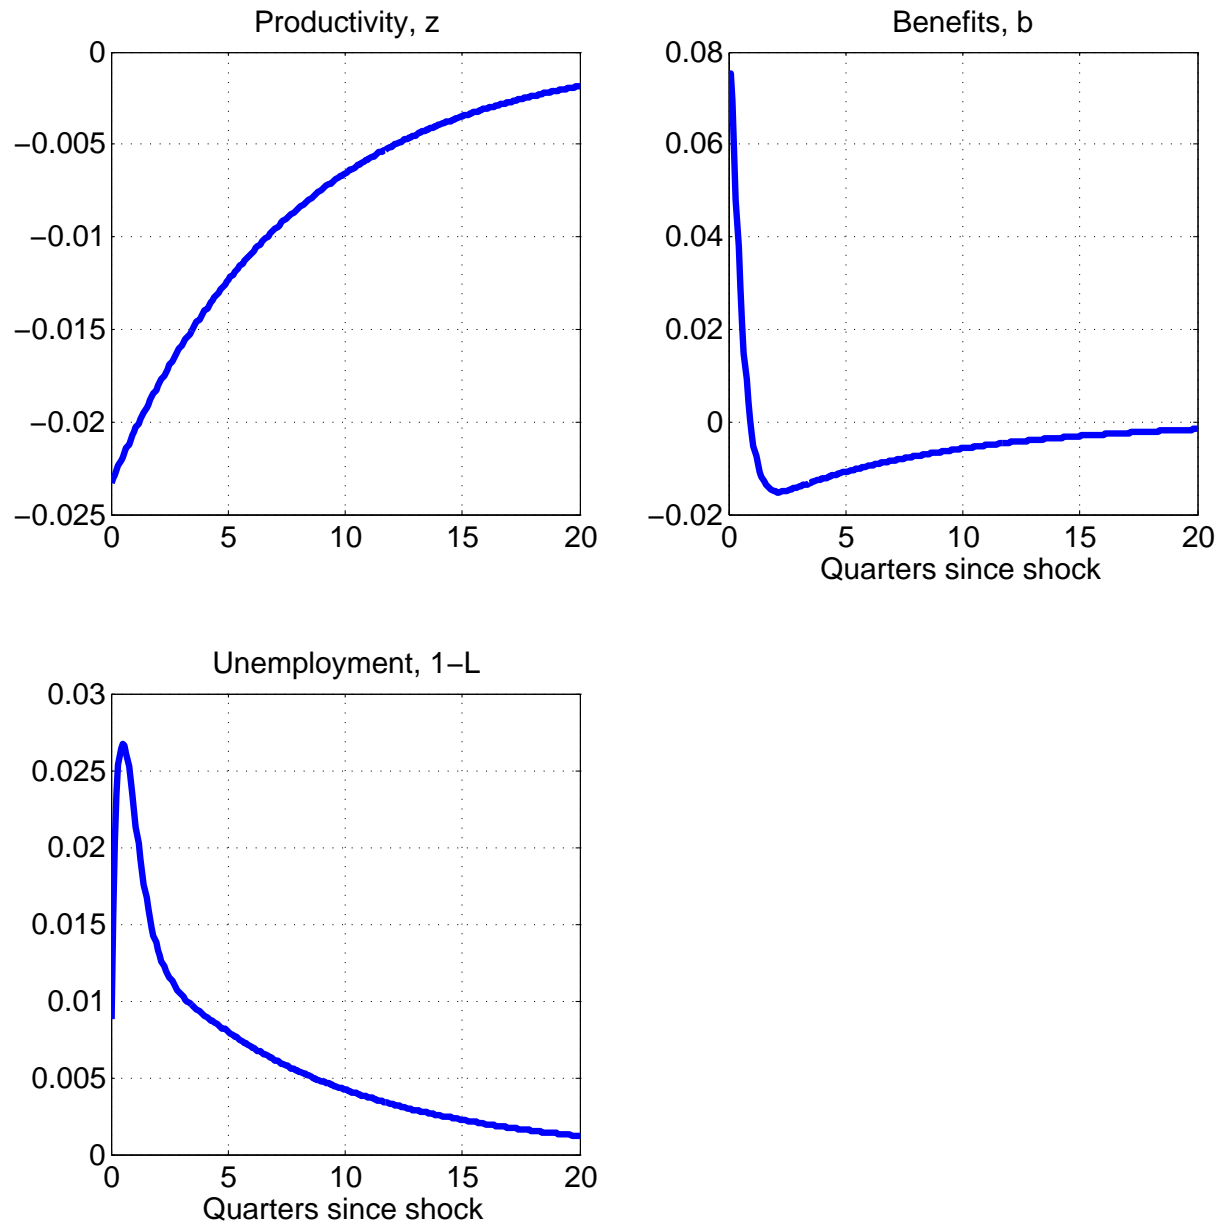 Productivity, z
0
−0.005
−0.01
−0.015
−0.02
−0.025
0 5 10 15 20
Benefits, b
0.08
0.06
0.04
0.02
0
−0.02
0 5 10 15 20
Quarters since shock
Unemployment, 1−L
0.03
0.025
0.02
0.015
0.01
0.005
0
0 5 10 15 20
Quarters since shock